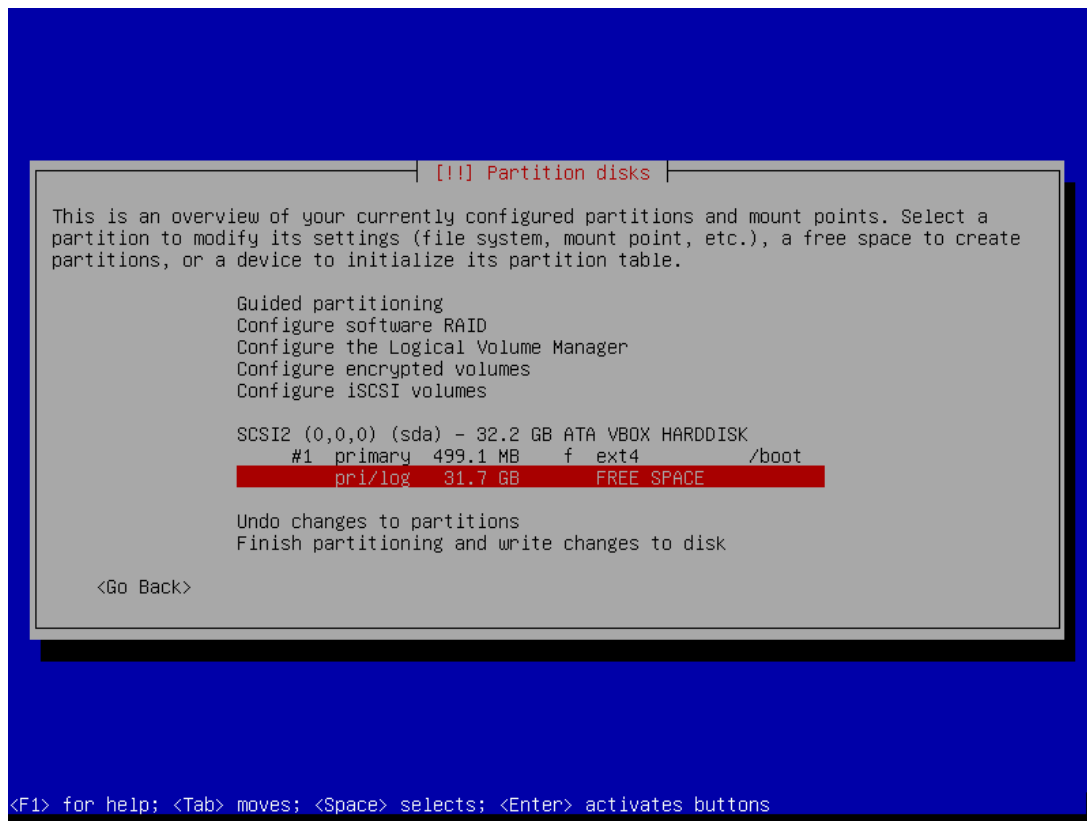 [!!] Partition disks
This is an overview of your currently configured partitions and mount points. Select a
partition to modify its settings (file system, mount point, etc.), a free space to create
partitions, or a device to initialize its partition table.
Guided partitioning
Configure software RAID
Configure the Logical Volume Manager
Configure encrypted volumes
Configure iSCSI volumes
SCSI2 (0,0,0) (sda) – 32.2 GB ATA VBOX HARDDISK
#1 primary 499.1 MB f ext4 /boot
pri/log 31.7 GB FREE SPACE
Undo changes to partitions
Finish partitioning and write changes to disk
<Go Back>
<F1> for help; <Tab> moves; <Space> selects; <Enter> activates buttons